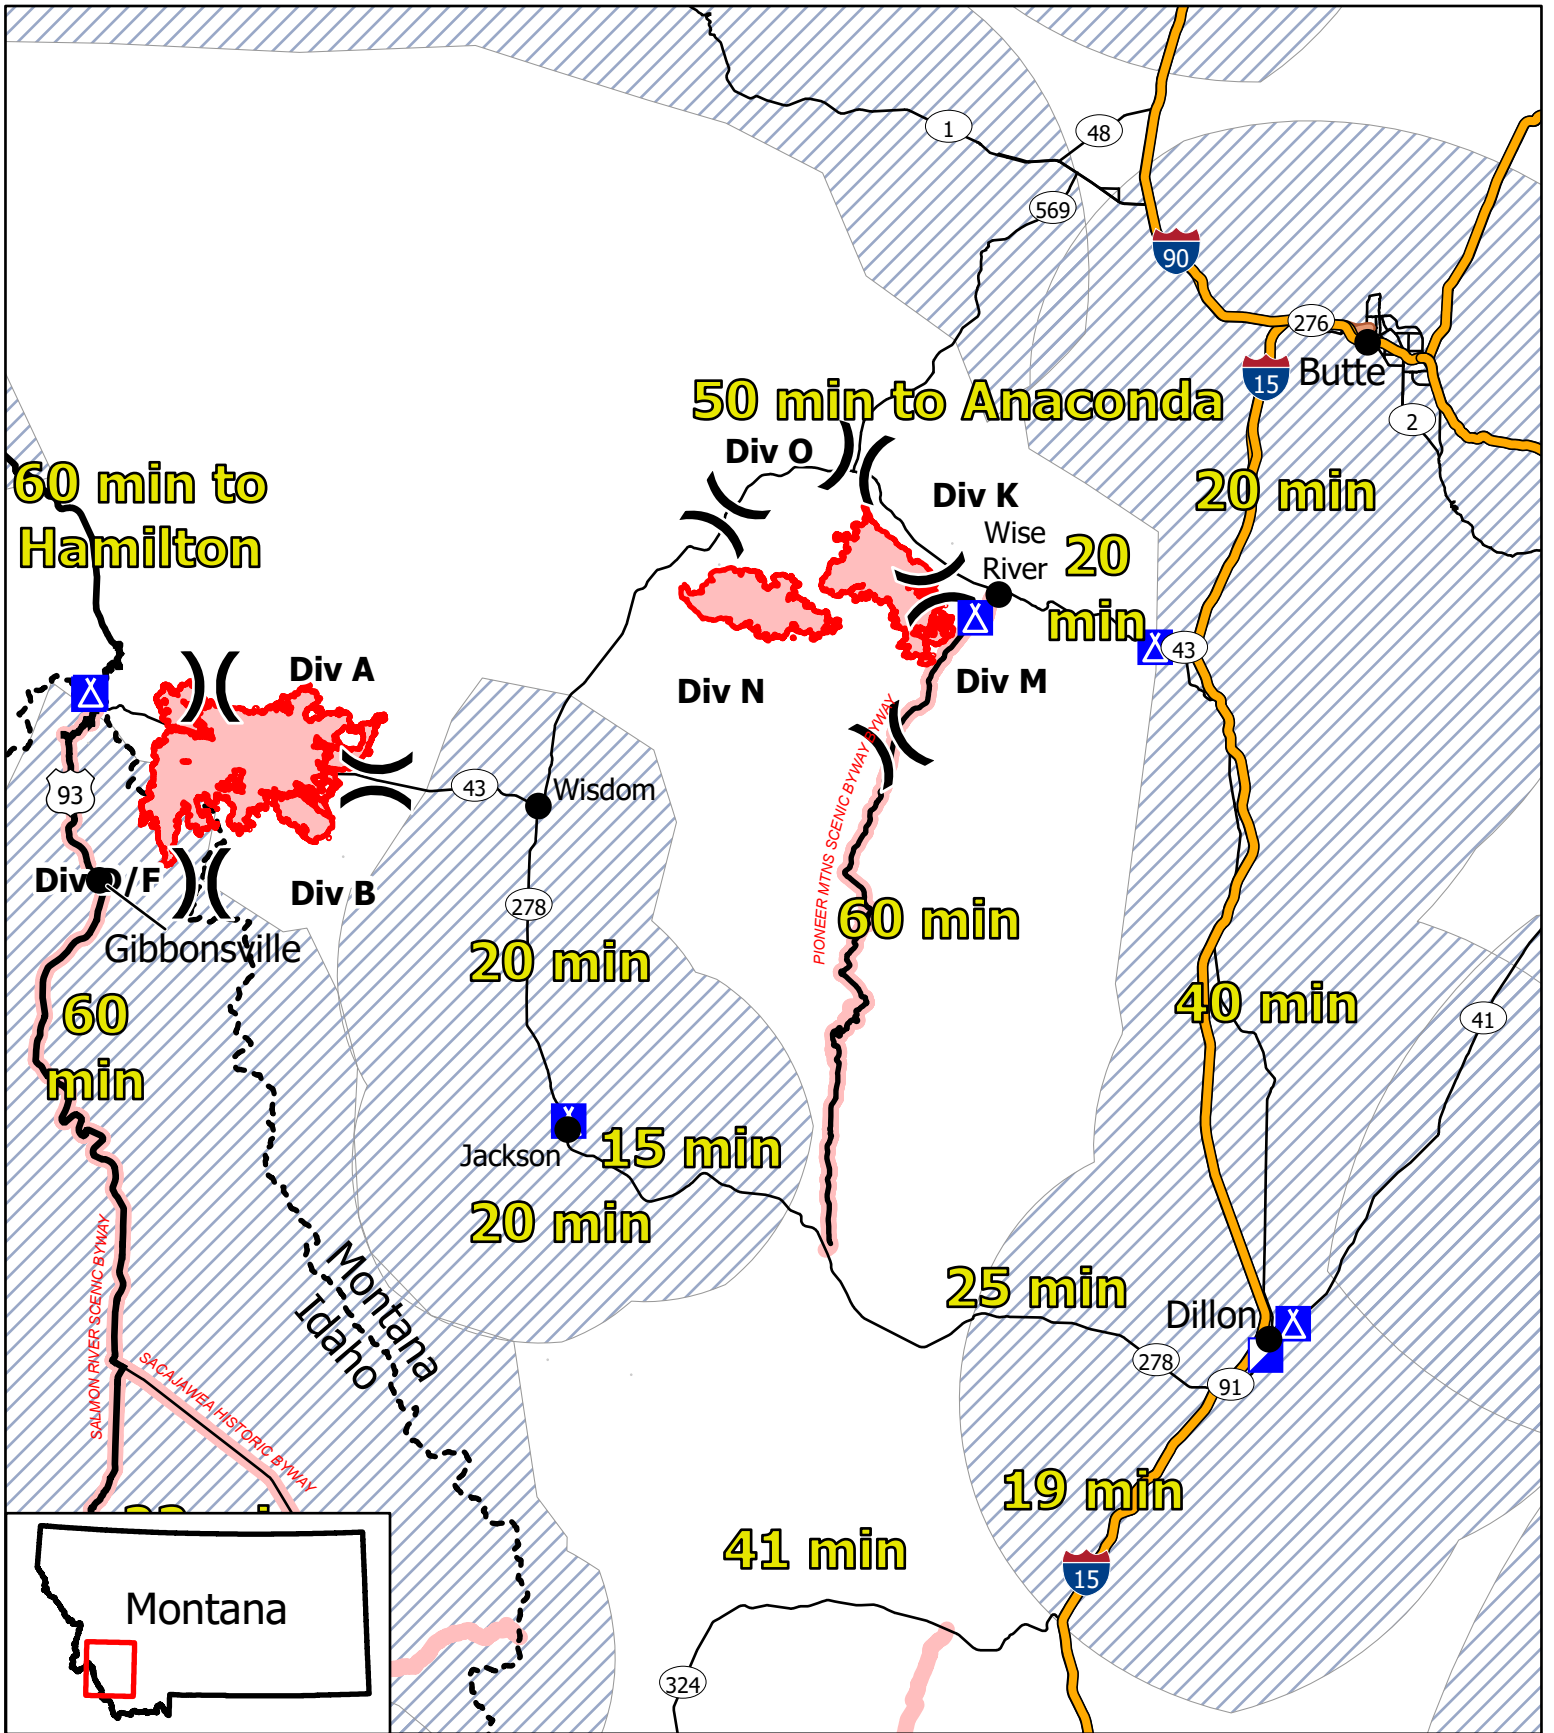 1
48
569
90
276
15
Butte
2
50 min to Anaconda
Div O
60 min to
Hamilton
20 min
Div K
Wise
River
20
min
43
Div A
Div N
Div M
PIONEER MTNS SCENIC BYWAY BYWAY
93
43
Wisdom
Div D/F
Div B
278
Gibbonsville
20 min
60 min
60
min
40 min
41
Jackson
15 min
20 min
Montana
Idaho
25 min
Dillon
278
91
SALMON RIVER SCENIC BYWAY
SACAJAWEA HISTORIC BYWAY
19 min
41 min
15
Montana
324